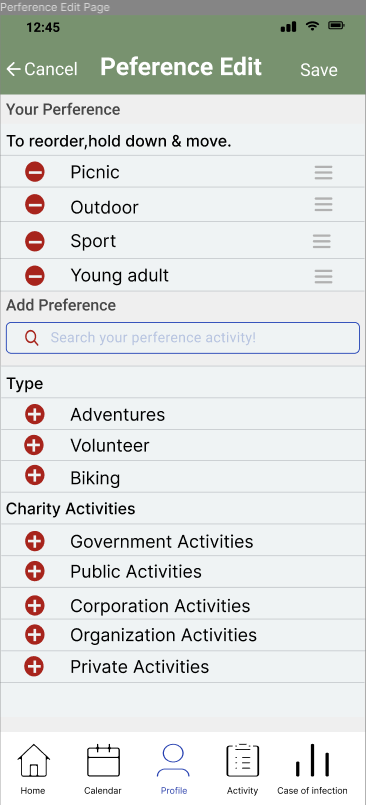 Perference Edit Page
12:45
Cancel Peference Edit Save
Your Perference
To reorder,hold down & move.
Picnic
Outdoor
Sport
Young adult
Add Preference
Search your perference activity!
Type
Adventures
Volunteer
Biking
Charity Activities
Government Activities
Public Activities
Corporation Activities
Organization Activities
Private Activities
Home Calendar Profile Activity Case of infection